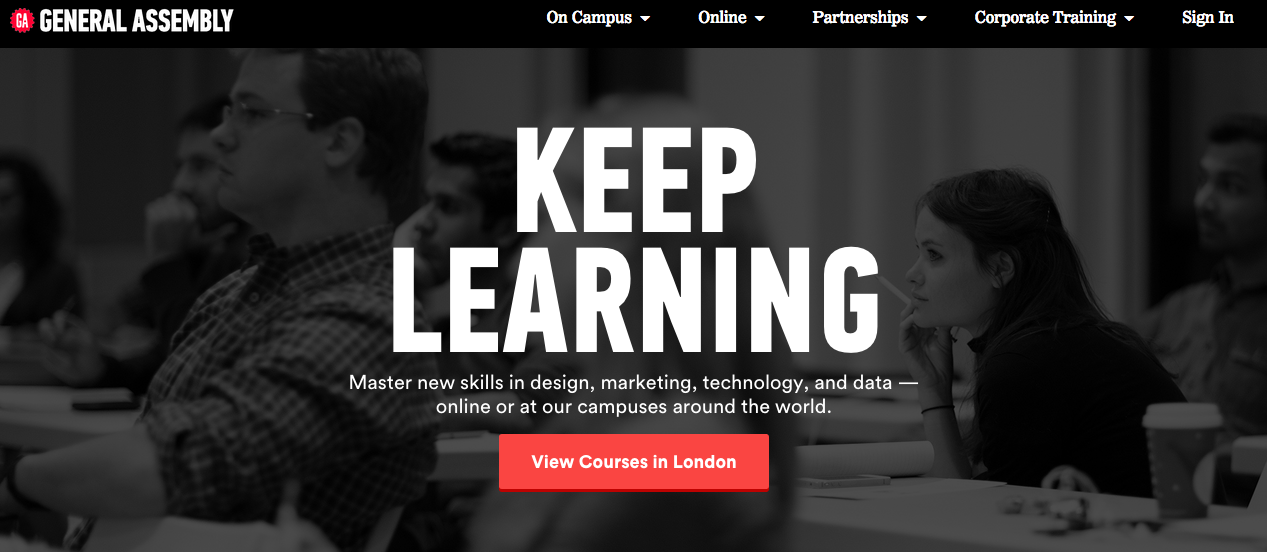 GA GENERAL ASSEMBLY
On Campus Online Partnerships Corporate Training Sign In
KEEP
LEARNING
Master new skills in design, marketing, technology, and data —
online or at our campuses around the world.
View Courses in London